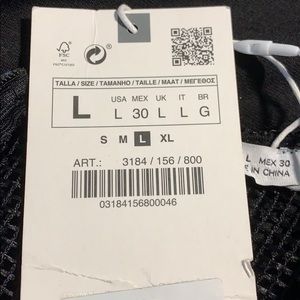 FSC
TALLA / SIZE / TAMANHO / TAILLE / MAAT / ΜΕΓΕΘΟΣ
L
USA MEX UK IT BR
L 30 L L G
S M L XL
ART.: 3184 / 156 / 800
03184156800046
L MEX 30
IN CHINA